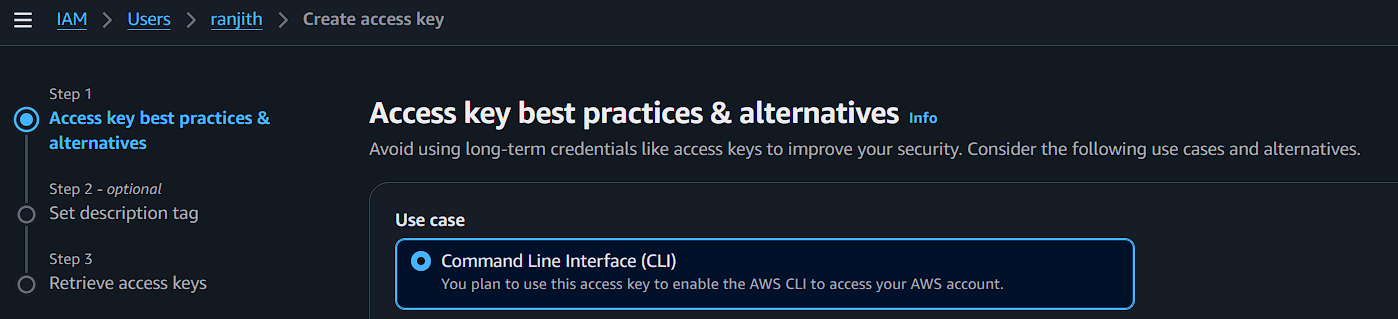 IAM > Users > ranjith > Create access key
Step 1
Access key best practices &
alternatives
Step 2 - optional
Set description tag
Step 3
Retrieve access keys
Access key best practices & alternatives Info
Avoid using long-term credentials like access keys to improve your security. Consider the following use cases and alternatives.
Use case
Command Line Interface (CLI)
You plan to use this access key to enable the AWS CLI to access your AWS account.